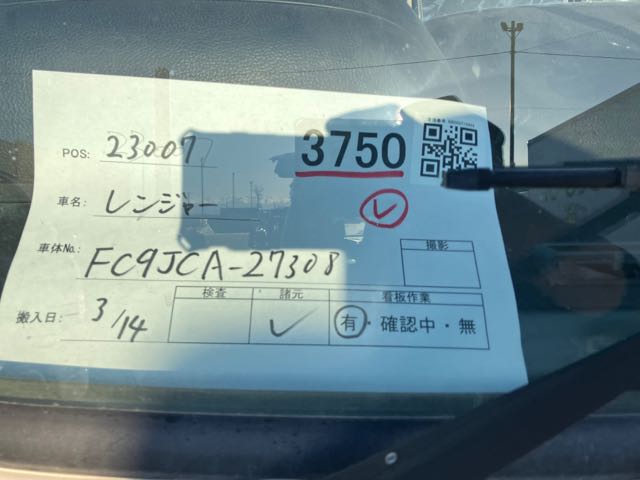 POS: 23007
3750
車名: レンジャー
車体No.: FC9JCA-27308
撮影
検査 諸元 看板作業
搬入日: 3/14 有・確認中・無